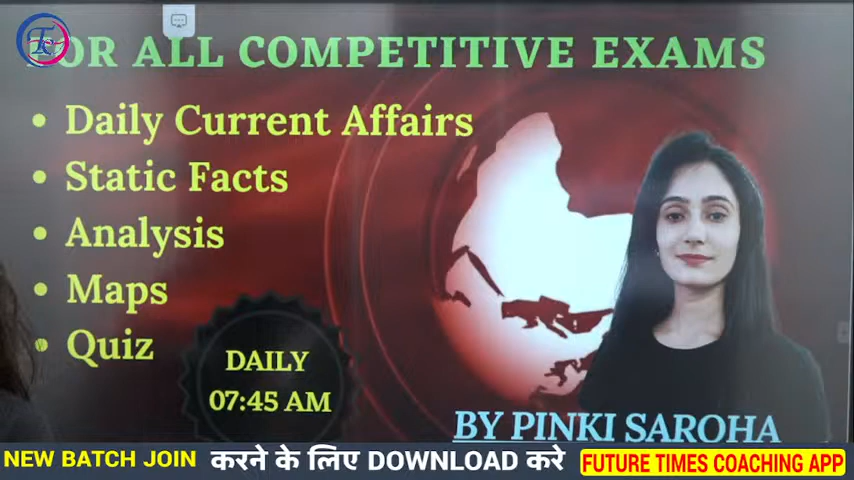 FOR ALL COMPETITIVE EXAMS
• Daily Current Affairs
• Static Facts
• Analysis
• Maps
• Quiz
DAILY
07:45 AM
BY PINKI SAROHA
NEW BATCH JOIN करने के लिए DOWNLOAD करे FUTURE TIMES COACHING APP